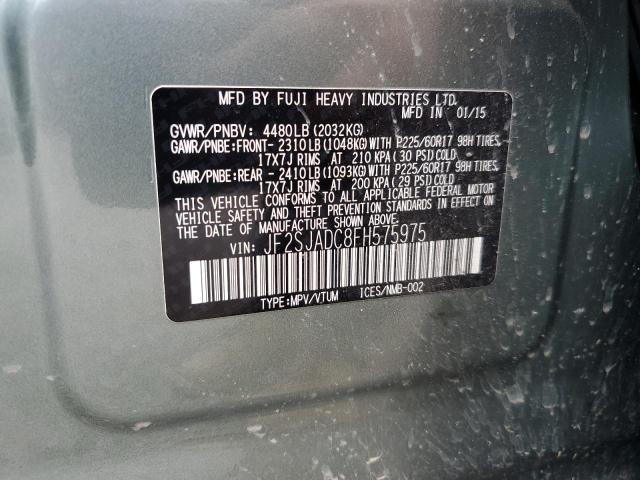 MFD BY FUJI HEAVY INDUSTRIES LTD.
MFD IN 01/15
GVWR/PNBV: 4480LB(2032KG)
GAWR/PNBE:FRONT- 2310LB(1048KG)WITH P225/60R17 98H TIRES,
17X7J RIMS AT 210 KPA(30 PSI)COLD
GAWR/PNBE:REAR - 2410LB(1093KG)WITH P225/60R17 98H TIRES,
17X7J RIMS AT 200 KPA(29 PSI)COLD
THIS VEHICLE CONFORMS TO ALL APPLICABLE FEDERAL MOTOR
VEHICLE SAFETY AND THEFT PREVENTION STANDARDS IN EFFECT ON
THE DATE OF MANUFACTURE SHOWN ABOVE.
VIN: JF2SJADC8FH575975
TYPE:MPV/VTUM ICES/NMB-002